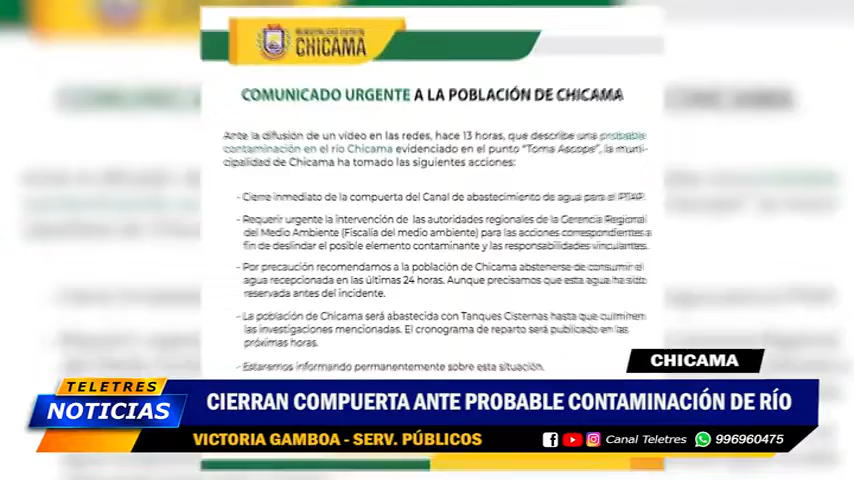 MUNICIPALIDAD DISTRITAL
CHICAMA
COMUNICADO URGENTE A LA POBLACIÓN DE CHICAMA
Ante la difusión de un vídeo en las redes, hace 13 horas, que describe una probable
contaminación en el río Chicama evidenciado en el punto “Toma Ascope”, la muni-
cipalidad de Chicama ha tomado las siguientes acciones:
- Cierre inmediato de la compuerta del Canal de abastecimiento de agua para el PTAP.
- Requerir urgente la intervención de las autoridades regionales de la Gerencia Regional
del Medio Ambiente (Fiscalía del medio ambiente) para las acciones correspondientes a
fin de deslindar el posible elemento contaminante y las responsabilidades vinculantes.
- Por precaución recomendamos a la población de Chicama abstenerse de consumir el
agua recepcionada en las últimas 24 horas. Aunque precisamos que esta agua ha sido
reservada antes del incidente.
- La población de Chicama será abastecida con Tanques Cisternas hasta que culminen
las investigaciones mencionadas. El cronograma de reparto será publicado en las
próximas horas.
- Estaremos informando permanentemente sobre esta situación.
CHICAMA
TELETRES
NOTICIAS
CIERRAN COMPUERTA ANTE PROBABLE CONTAMINACIÓN DE RÍO
VICTORIA GAMBOA - SERV. PÚBLICOS
Canal Teletres
996960475